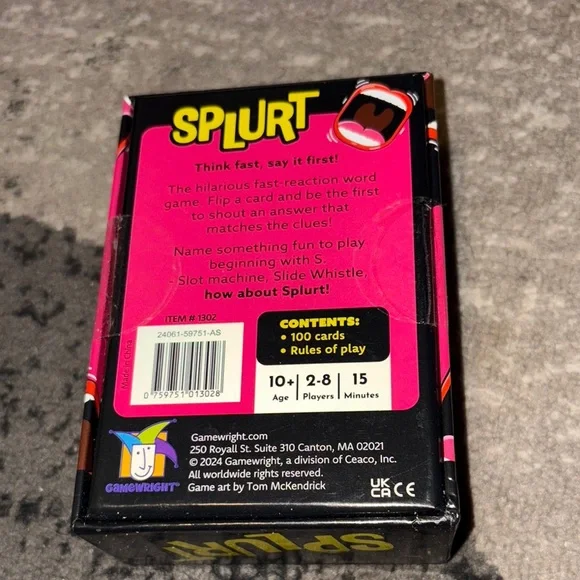 SPLURT
Think fast, say it first!
The hilarious fast-reaction word
game. Flip a card and be the first
to shout an answer that
matches the clues!
Name something fun to play
beginning with S.
- Slot machine, Slide Whistle,
how about Splurt!
ITEM # 1302
24061-59751-AS
0 759751 013028
Made in China
CONTENTS:
• 100 cards
• Rules of play
10+ 2-8 15
Age Players Minutes
GAMEWRIGHT
Gamewright.com
250 Royall St. Suite 310 Canton, MA 02021
© 2024 Gamewright, a division of Ceaco, Inc.
All worldwide rights reserved.
Game art by Tom McKendrick
UK
CA CE
SPLURT